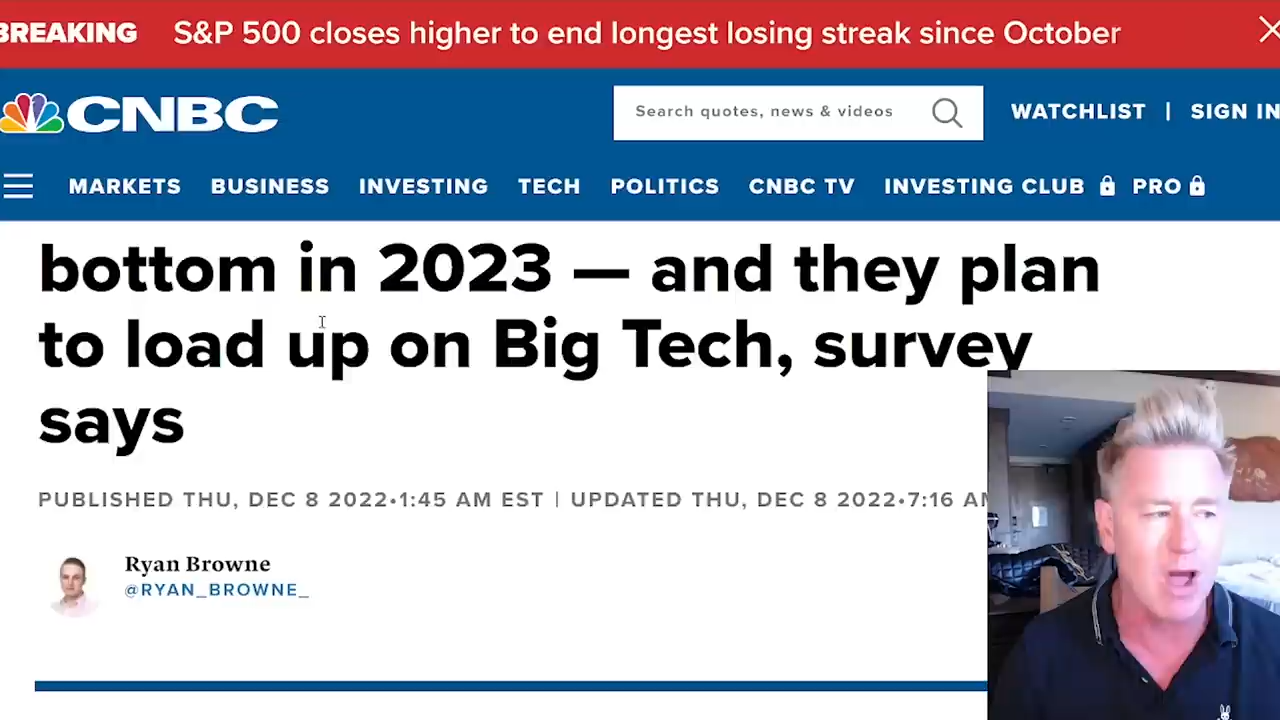 BREAKING S&P 500 closes higher to end longest losing streak since October
CNBC Search quotes, news & videos WATCHLIST | SIGN IN
MARKETS BUSINESS INVESTING TECH POLITICS CNBC TV INVESTING CLUB PRO
bottom in 2023 — and they plan
to load up on Big Tech, survey
says
PUBLISHED THU, DEC 8 2022•1:45 AM EST | UPDATED THU, DEC 8 2022•7:16 AM
Ryan Browne
@RYAN_BROWNE_